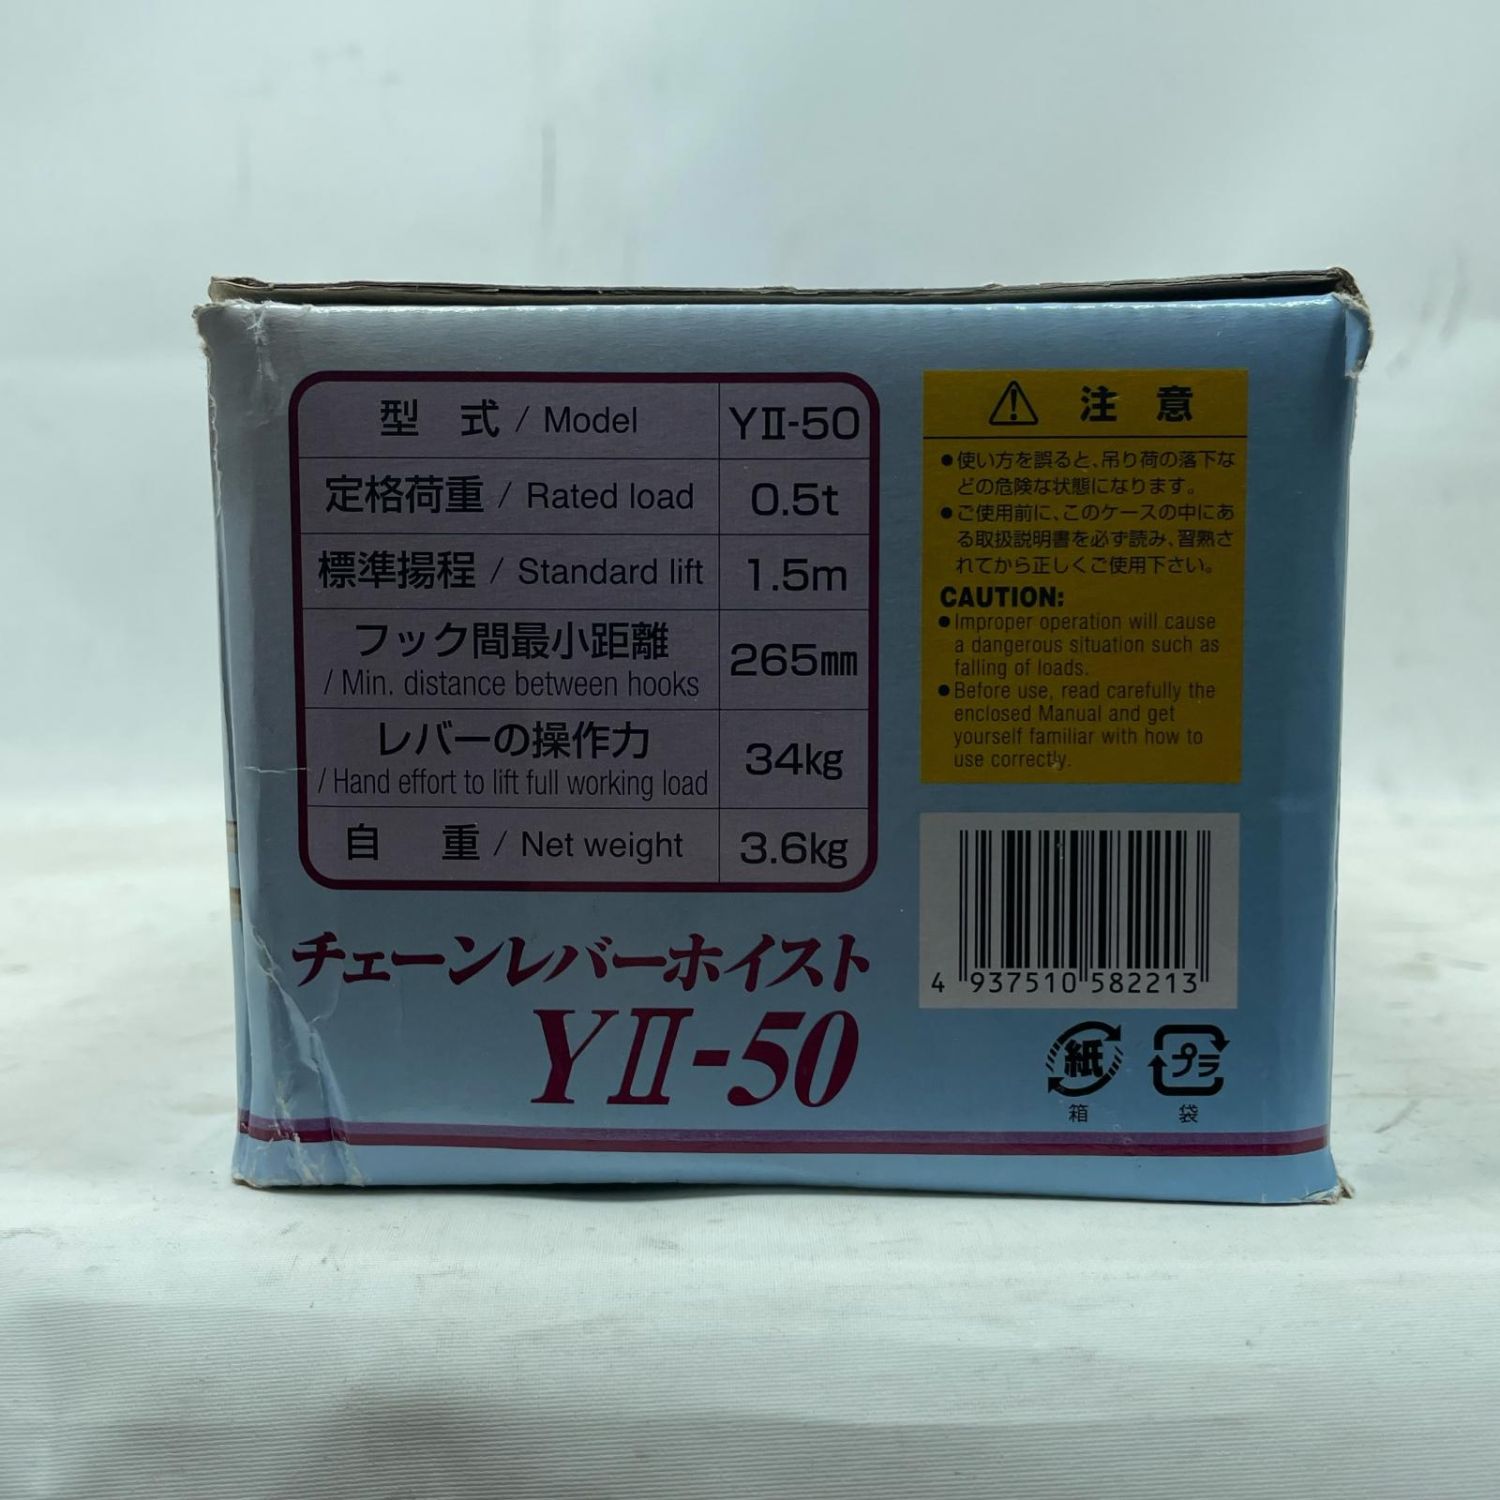 型 式 / Model YⅡ-50
定格荷重 / Rated load 0.5t
標準揚程 / Standard lift 1.5m
フック間最小距離
/ Min. distance between hooks 265㎜
レバーの操作力
/ Hand effort to lift full working load 34㎏
自 重 / Net weight 3.6㎏
チェーンレバーホイスト
YⅡ-50
注 意
●使い方を誤ると、吊り荷の落下な
どの危険な状態になります。
●ご使用前に、このケースの中にあ
る取扱説明書を必ず読み、習熟さ
れてから正しくご使用下さい。
CAUTION:
●Improper operation will cause
a dangerous situation such as
falling of loads.
●Before use, read carefully the
enclosed Manual and get
yourself familiar with how to
use correctly.
4 937510 582213
紙 プラ
箱 袋